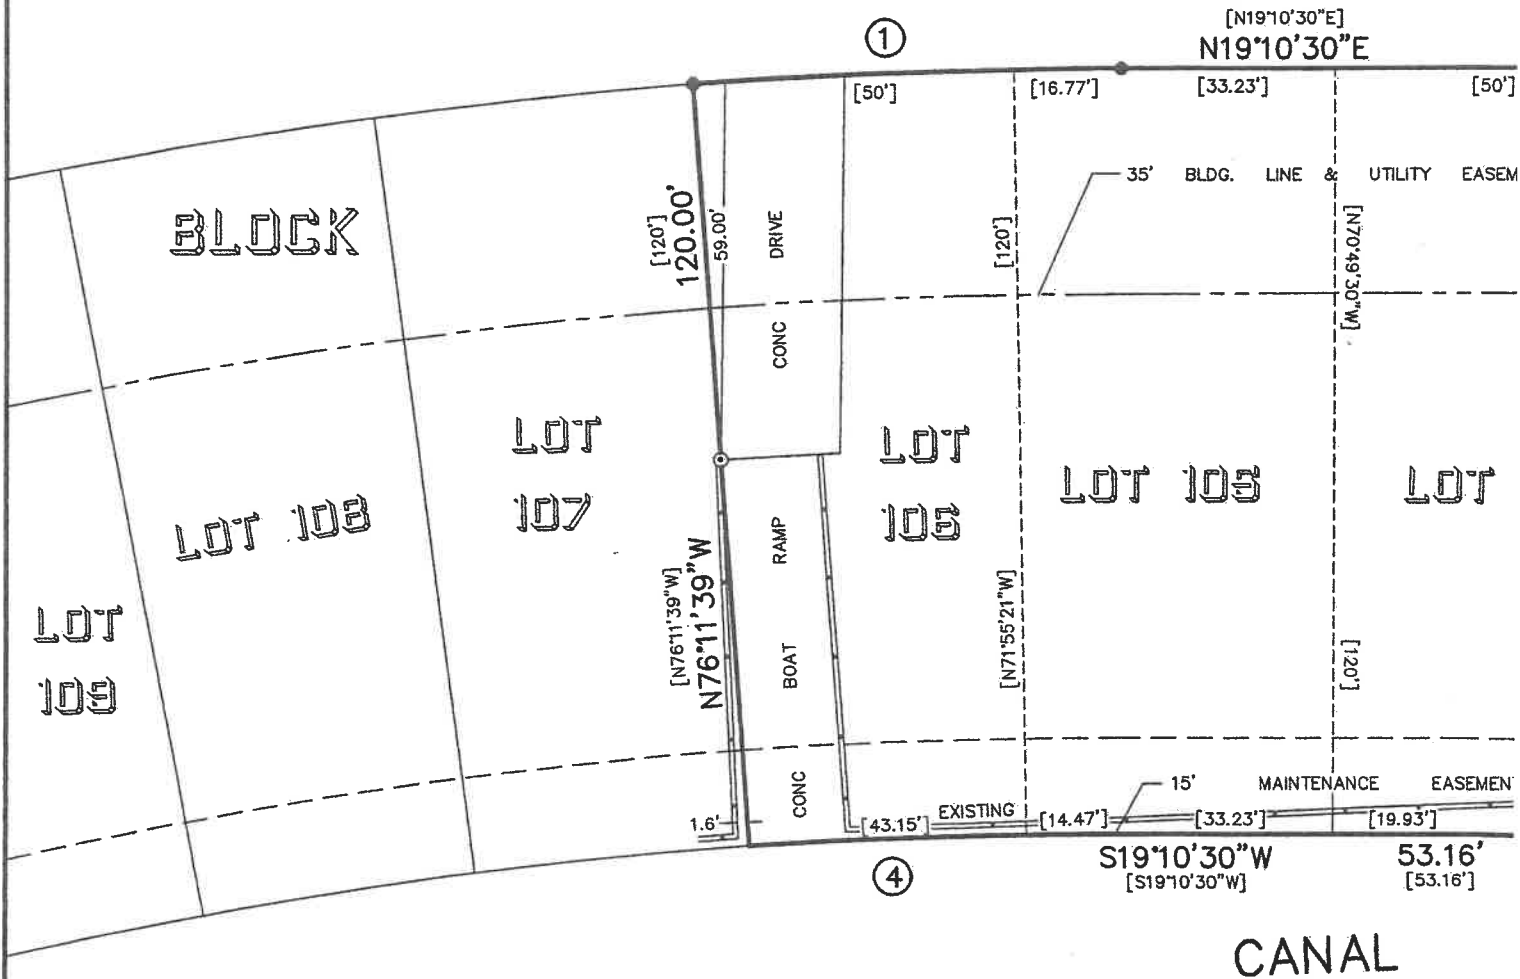 [N19°10'30"E]
N19°10'30"E
1
[50']
[16.77']
[33.23']
[50']
35' BLDG. LINE & UTILITY EASEM
BLOCK
[120']
120.00'
59.00'
DRIVE
[120']
[N70°49'30"W]
CONC
LOT
107
LOT
106
LOT 105
LOT
LOT 108
RAMP
[N76°11'39"W]
N76°11'39"W
[N71°55'21"W]
LOT
109
BOAT
[120']
CONC
15' MAINTENANCE EASEMEN
1.6'
[43.15']
EXISTING
[14.47']
[33.23']
[19.93']
4
S19°10'30"W
[S19°10'30"W]
53.16'
[53.16']
CANAL